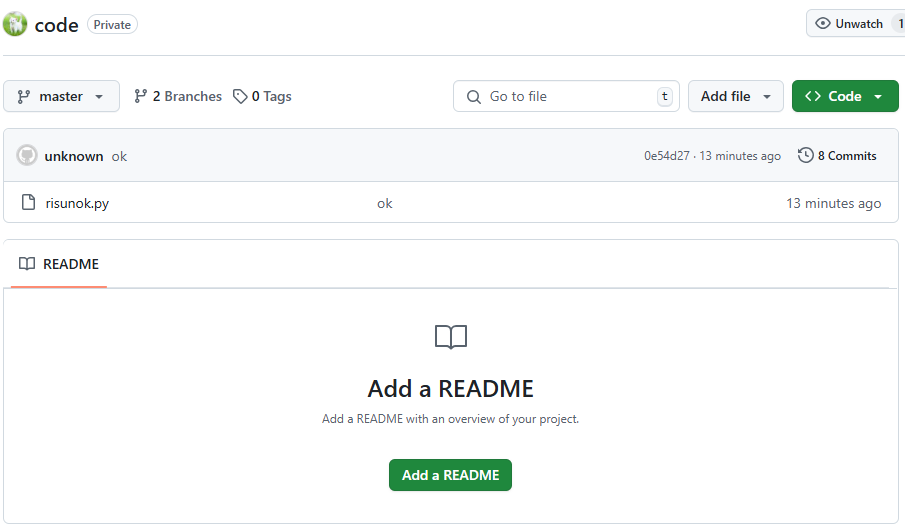 code Private Unwatch 1
master 2 Branches 0 Tags Go to file t Add file Code
unknown ok 0e54d27 · 13 minutes ago 8 Commits
risunok.py ok 13 minutes ago
README
Add a README
Add a README with an overview of your project.
Add a README